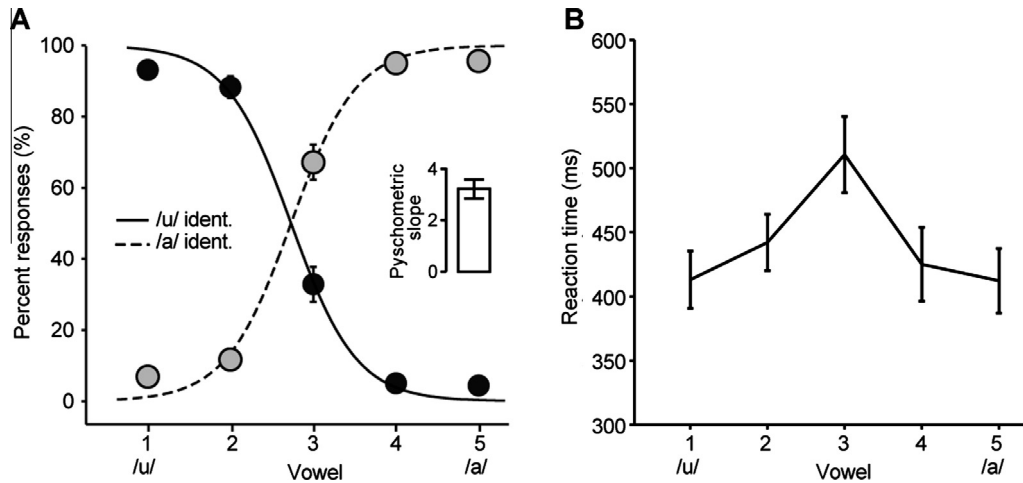 A
Percent responses (%)
100
80
60
40
20
0
/u/ ident.
/a/ ident.
Pyschometric
slope
4
2
0
1 2 3 4 5
/u/ Vowel /a/
B
Reaction time (ms)
600
550
500
450
400
350
300
1 2 3 4 5
/u/ Vowel /a/